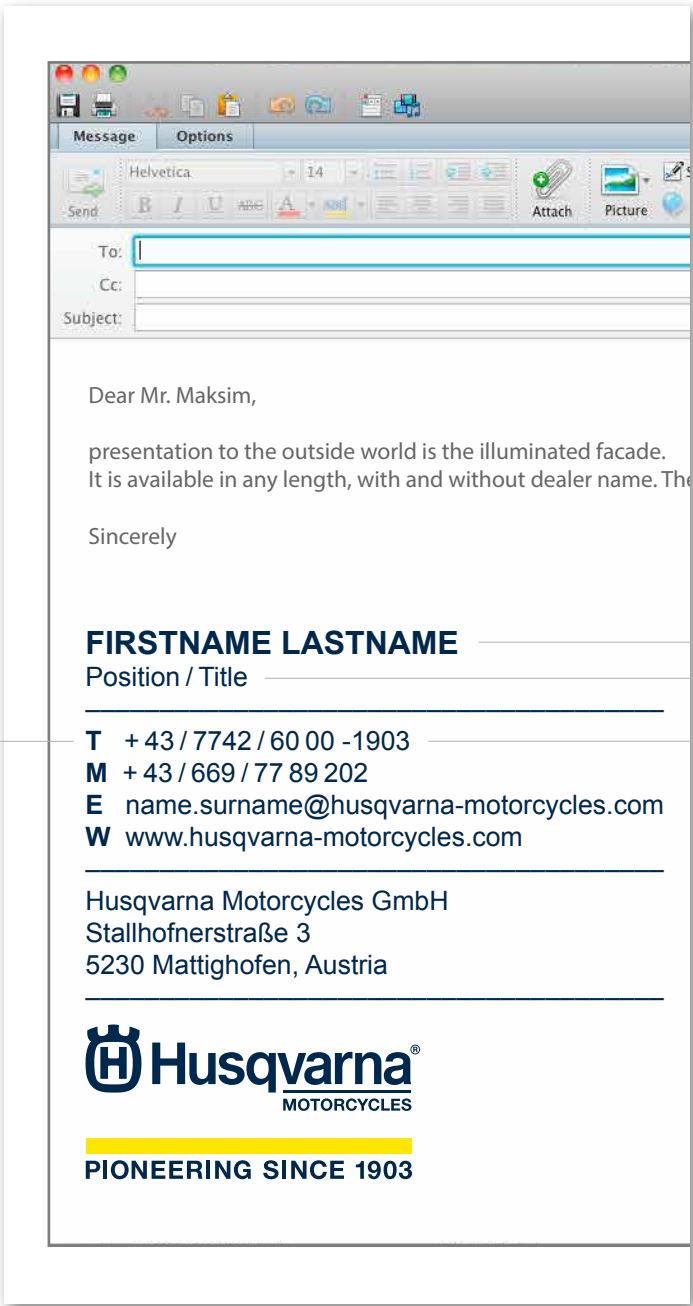 Message Options
Helvetica 14
Send B I U ABC A abc Attach Picture
To:
Cc:
Subject:
Dear Mr. Maksim,
presentation to the outside world is the illuminated facade.
It is available in any length, with and without dealer name. The
Sincerely
FIRSTNAME LASTNAME
Position / Title
T + 43 / 7742 / 60 00 -1903
M + 43 / 669 / 77 89 202
E name.surname@husqvarna-motorcycles.com
W www.husqvarna-motorcycles.com
Husqvarna Motorcycles GmbH
Stallhofnerstraße 3
5230 Mattighofen, Austria
H Husqvarna®
MOTORCYCLES
PIONEERING SINCE 1903